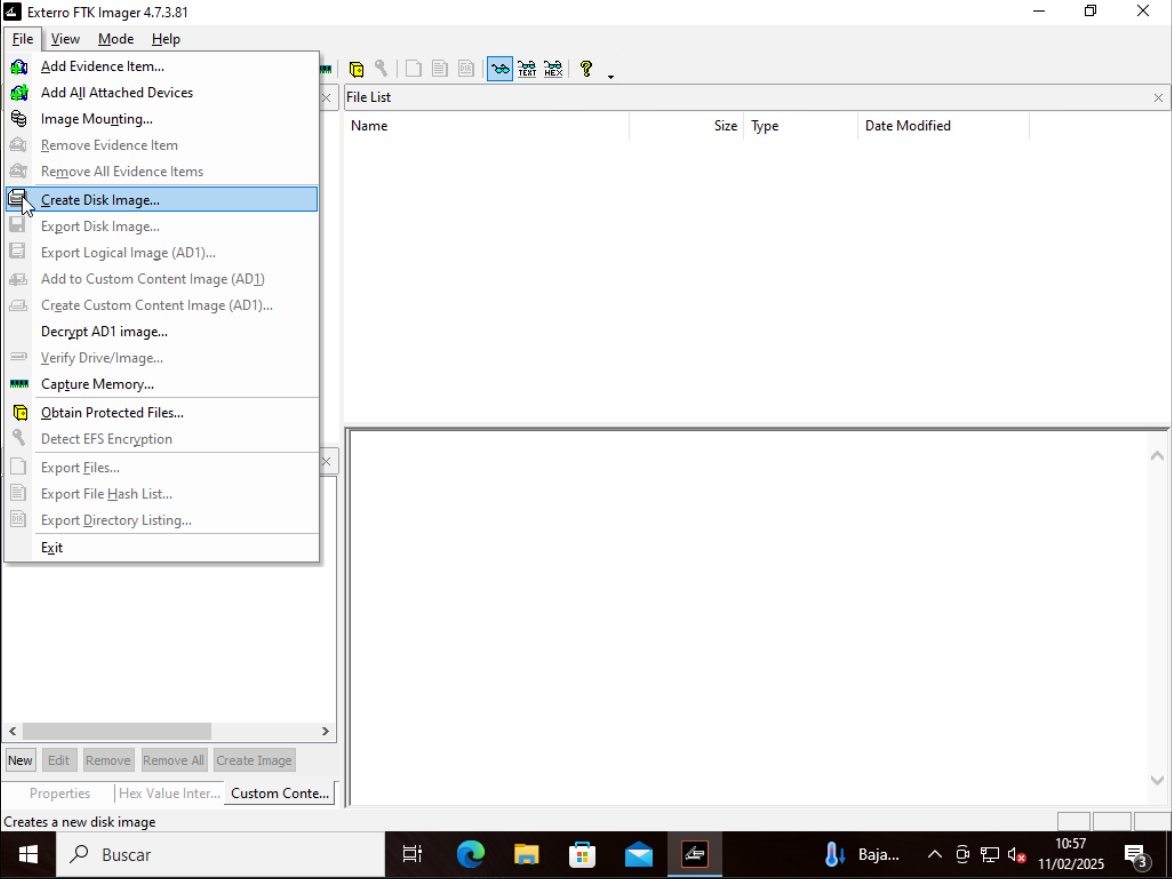 Exterro FTK Imager 4.7.3.81
File View Mode Help
Add Evidence Item...
Add All Attached Devices
Image Mounting...
Remove Evidence Item
Remove All Evidence Items
Create Disk Image...
Export Disk Image...
Export Logical Image (AD1)...
Add to Custom Content Image (AD1)
Create Custom Content Image (AD1)...
Decrypt AD1 image...
Verify Drive/Image...
Capture Memory...
Obtain Protected Files...
Detect EFS Encryption
Export Files...
Export File Hash List...
Export Directory Listing...
Exit
TEXT HEX
File List
Name Size Type Date Modified
New Edit Remove Remove All Create Image
Properties Hex Value Inter... Custom Conte...
Creates a new disk image
Buscar
Baja...
10:57
11/02/2025
3